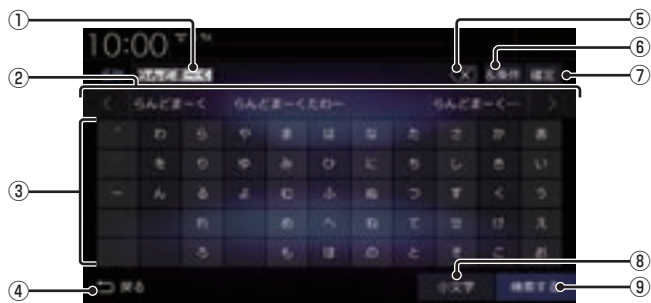 ① ⑤
⑥
10:00
② ⑦
らんどまーく 確定
らんどまーく らんどまーくたわー らんどまーく…
わ ら や ま は な た さ か あ
を り ゆ み ひ に ち し き い
③ ー ん る よ む ふ ぬ つ す く う
れ め へ ね て せ け え
ろ も ほ の と そ こ お
⑧
④ 戻る 小文字 検索する ⑨